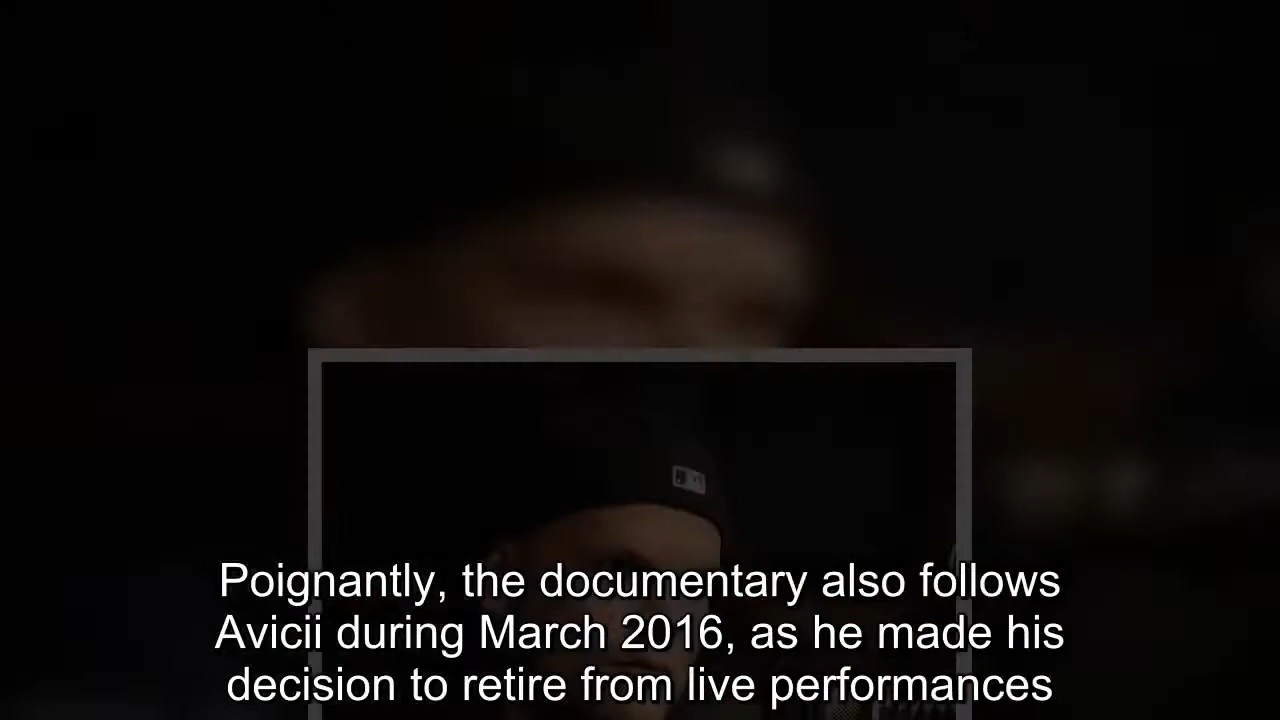 Poignantly, the documentary also follows
Avicii during March 2016, as he made his
decision to retire from live performances